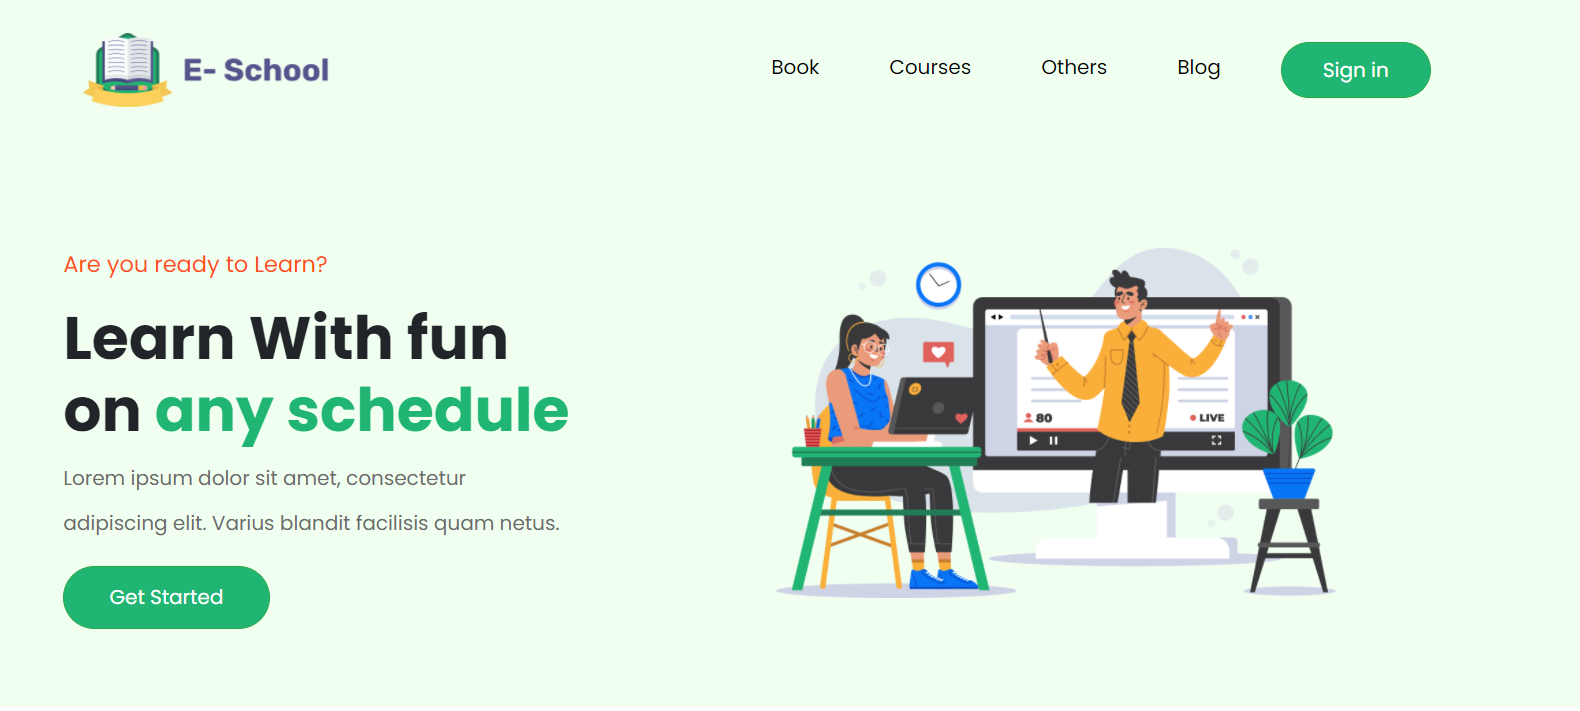 E- School
Book Courses Others Blog Sign in
Are you ready to Learn?
Learn With fun
on any schedule
Lorem ipsum dolor sit amet, consectetur
adipiscing elit. Varius blandit facilisis quam netus.
Get Started
80 LIVE